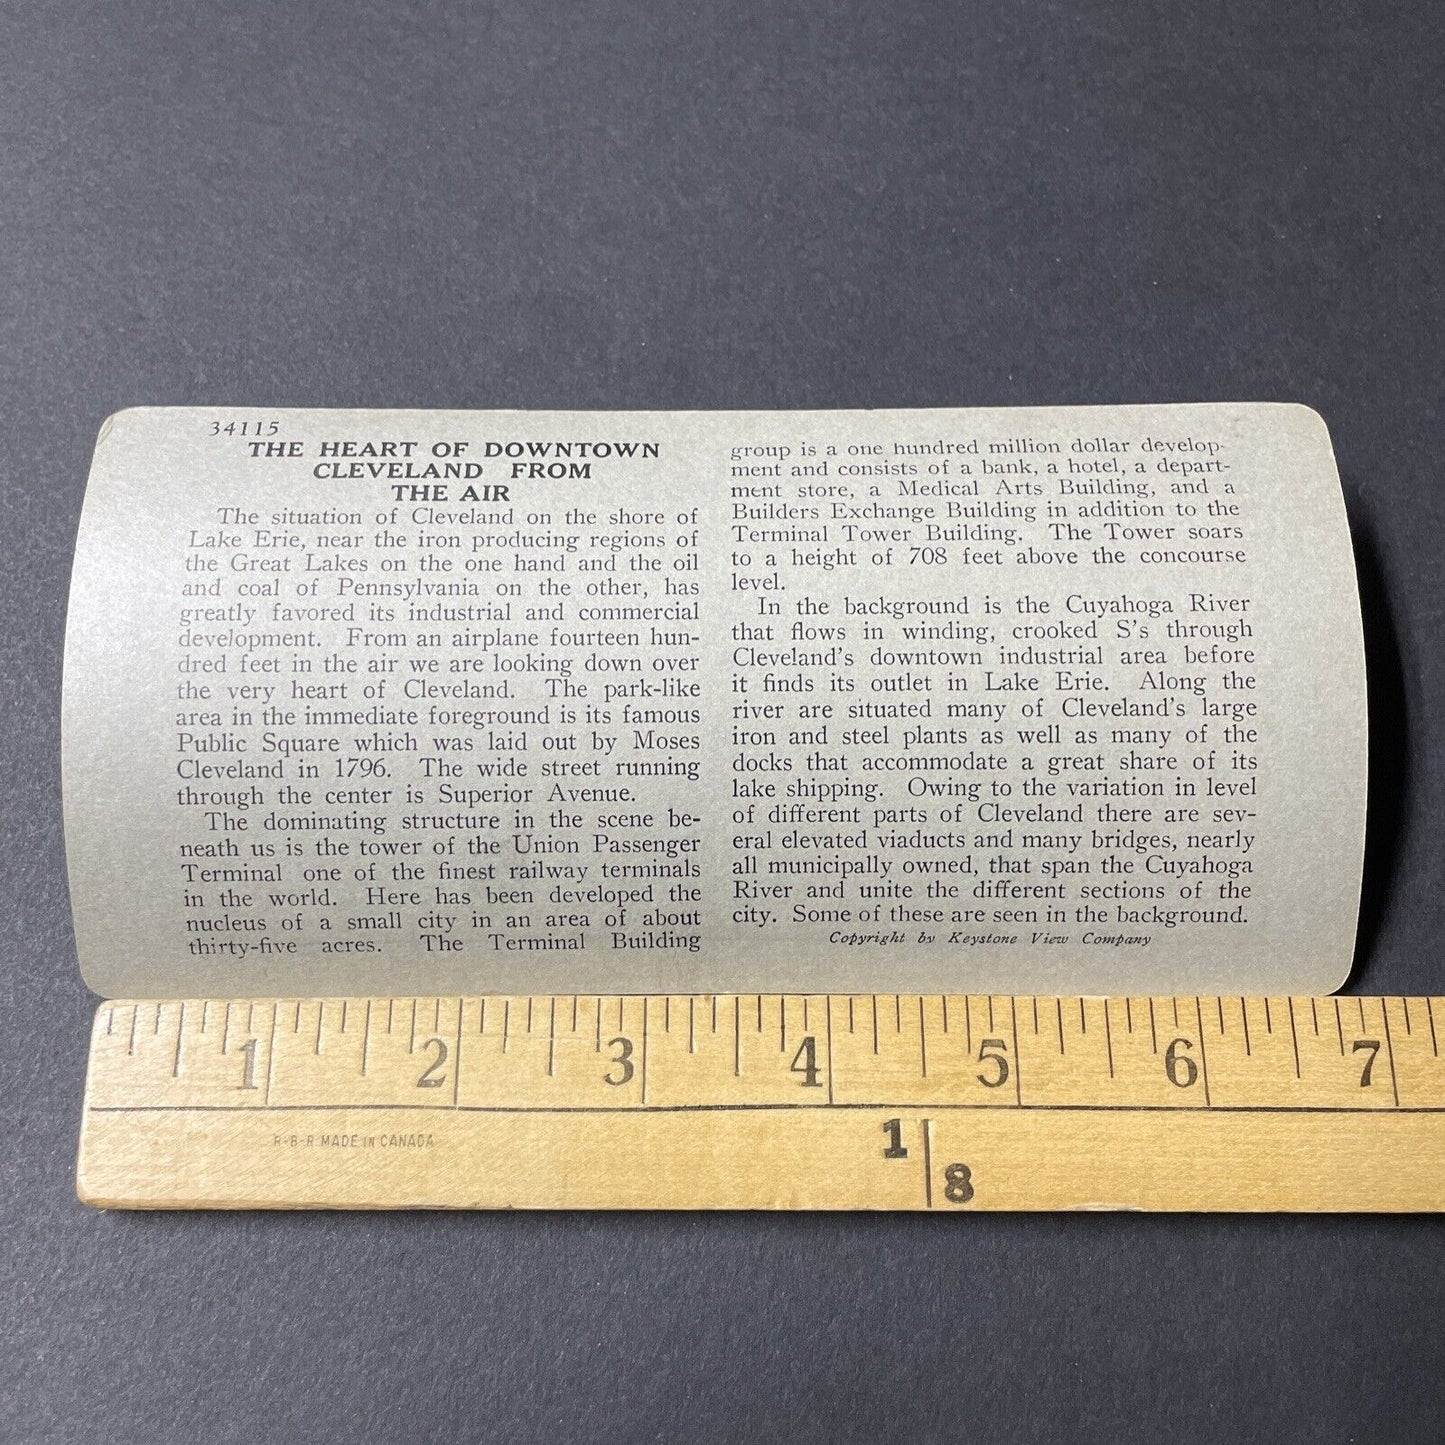 34115
THE HEART OF DOWNTOWN
CLEVELAND FROM
THE AIR
The situation of Cleveland on the shore of
Lake Erie, near the iron producing regions of
the Great Lakes on the one hand and the oil
and coal of Pennsylvania on the other, has
greatly favored its industrial and commercial
development. From an airplane fourteen hun-
dred feet in the air we are looking down over
the very heart of Cleveland. The park-like
area in the immediate foreground is its famous
Public Square which was laid out by Moses
Cleveland in 1796. The wide street running
through the center is Superior Avenue.
The dominating structure in the scene be-
neath us is the tower of the Union Passenger
Terminal one of the finest railway terminals
in the world. Here has been developed the
nucleus of a small city in an area of about
thirty-five acres. The Terminal Building
group is a one hundred million dollar develop-
ment and consists of a bank, a hotel, a depart-
ment store, a Medical Arts Building, and a
Builders Exchange Building in addition to the
Terminal Tower Building. The Tower soars
to a height of 708 feet above the concourse
level.
In the background is the Cuyahoga River
that flows in winding, crooked S's through
Cleveland's downtown industrial area before
it finds its outlet in Lake Erie. Along the
river are situated many of Cleveland's large
iron and steel plants as well as many of the
docks that accommodate a great share of its
lake shipping. Owing to the variation in level
of different parts of Cleveland there are sev-
eral elevated viaducts and many bridges, nearly
all municipally owned, that span the Cuyahoga
River and unite the different sections of the
city. Some of these are seen in the background.
Copyright by Keystone View Company
1 2 3 4 5 6 7
R-B-R MADE IN CANADA
1
8